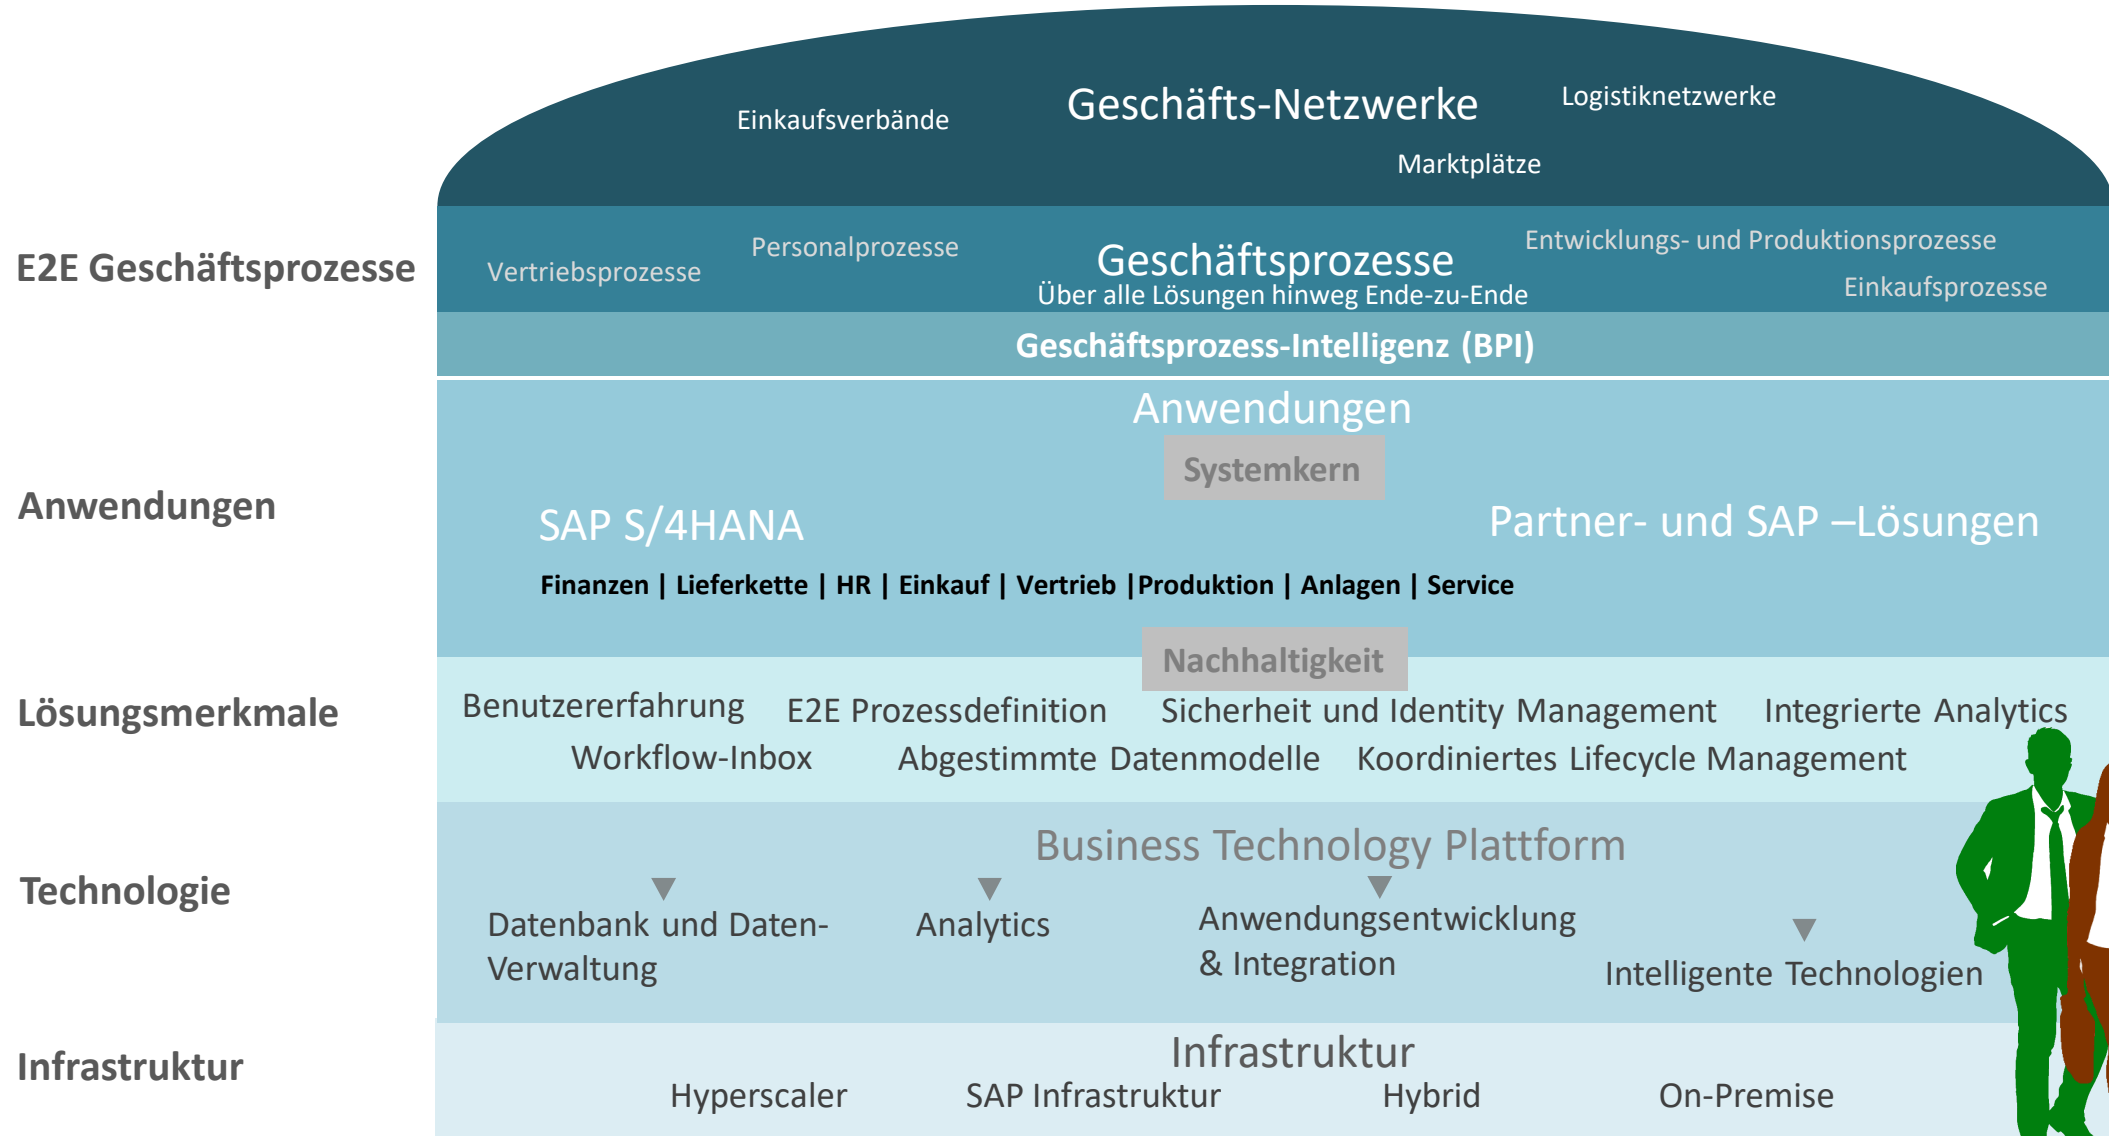 Geschäfts-Netzwerke
Einkaufsverbände
Logistiknetzwerke
Marktplätze
E2E Geschäftsprozesse
Vertriebsprozesse
Personalprozesse
Geschäftsprozesse
Über alle Lösungen hinweg Ende-zu-Ende
Entwicklungs- und Produktionsprozesse
Einkaufsprozesse
Geschäftsprozess-Intelligenz (BPI)
Anwendungen
Anwendungen
Systemkern
SAP S/4HANA
Partner- und SAP –Lösungen
Finanzen | Lieferkette | HR | Einkauf | Vertrieb |Produktion | Anlagen | Service
Nachhaltigkeit
Lösungsmerkmale
Benutzererfahrung
E2E Prozessdefinition
Sicherheit und Identity Management
Integrierte Analytics
Workflow-Inbox
Abgestimmte Datenmodelle
Koordiniertes Lifecycle Management
Technologie
Business Technology Plattform
Datenbank und Daten-
Verwaltung
Analytics
Anwendungsentwicklung
& Integration
Intelligente Technologien
Infrastruktur
Infrastruktur
Hyperscaler
SAP Infrastruktur
Hybrid
On-Premise